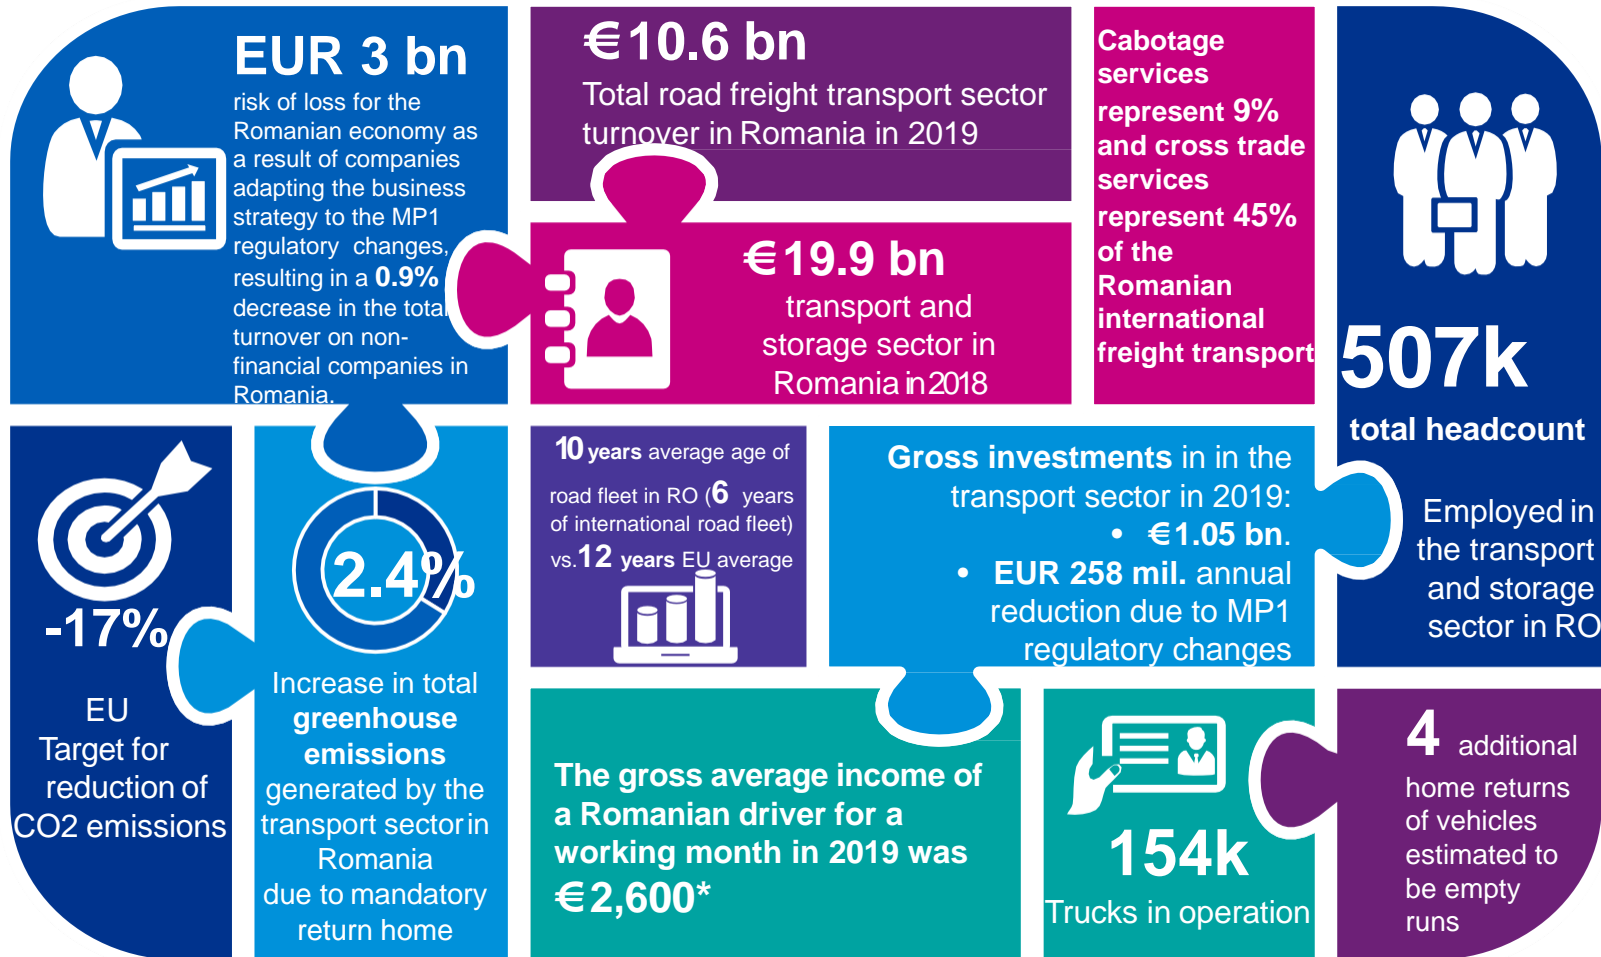 EUR 3 bn
risk of loss for the
Romanian economy as
a result of companies
adapting the business
strategy to the MP1
regulatory changes,
resulting in a 0.9%
decrease in the total
turnover on non-
financial companies in
Romania.
€10.6 bn
Total road freight transport sector
turnover in Romania in 2019
€19.9 bn
transport and
storage sector in
Romania in 2018
Cabotage
services
represent 9%
and cross trade
services
represent 45%
of the
Romanian
international
freight transport
507k
total headcount
Employed in
the transport
and storage
sector in RO
-17%
EU
Target for
reduction of
CO2 emissions
2.4%
Increase in total
greenhouse
emissions
generated by the
transport sector in
Romania
due to mandatory
return home
10 years average age of
road fleet in RO (6 years
of international road fleet)
vs.12 years EU average
Gross investments in in the
transport sector in 2019:
• €1.05 bn.
• EUR 258 mil. annual
reduction due to MP1
regulatory changes
The gross average income of
a Romanian driver for a
working month in 2019 was
€2,600*
154k
Trucks in operation
4 additional
home returns
of vehicles
estimated to
be empty
runs